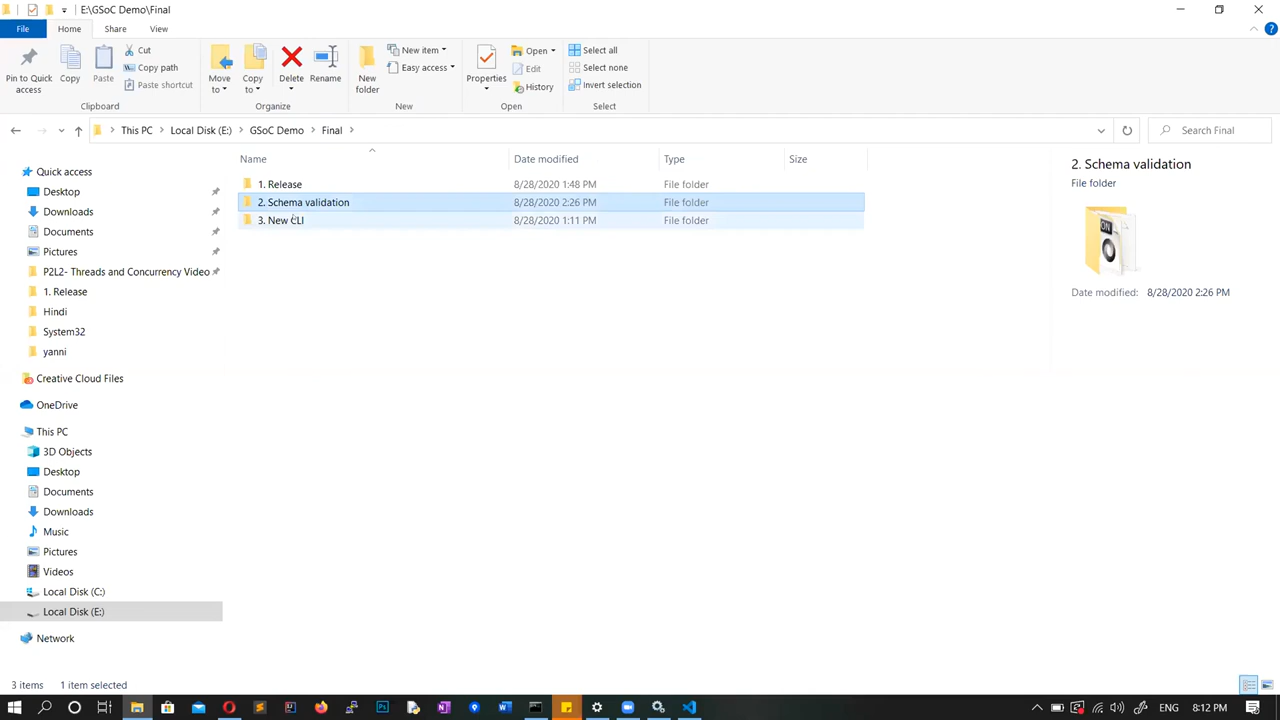 E:\GSoC Demo\Final
File
Home
Share
View
Pin to Quick access
Copy
Paste
Cut
Copy path
Paste shortcut
Clipboard
Move to
Copy to
Delete
Rename
Organize
New folder
New item
Easy access
New
Properties
Open
Edit
History
Open
Select all
Select none
Invert selection
Select
This PC
Local Disk (E:)
GSoC Demo
Final
Search Final
Name
Date modified
Type
Size
1. Release
8/28/2020 1:48 PM
File folder
2. Schema validation
8/28/2020 2:26 PM
File folder
3. New CLI
8/28/2020 1:11 PM
File folder
2. Schema validation
File folder
ON
Date modified: 8/28/2020 2:26 PM
Quick access
Desktop
Downloads
Documents
Pictures
P2L2- Threads and Concurrency Video
1. Release
Hindi
System32
yanni
Creative Cloud Files
OneDrive
This PC
3D Objects
Desktop
Documents
Downloads
Music
Pictures
Videos
Local Disk (C:)
Local Disk (E:)
Network
3 items
1 item selected
ENG
8:12 PM